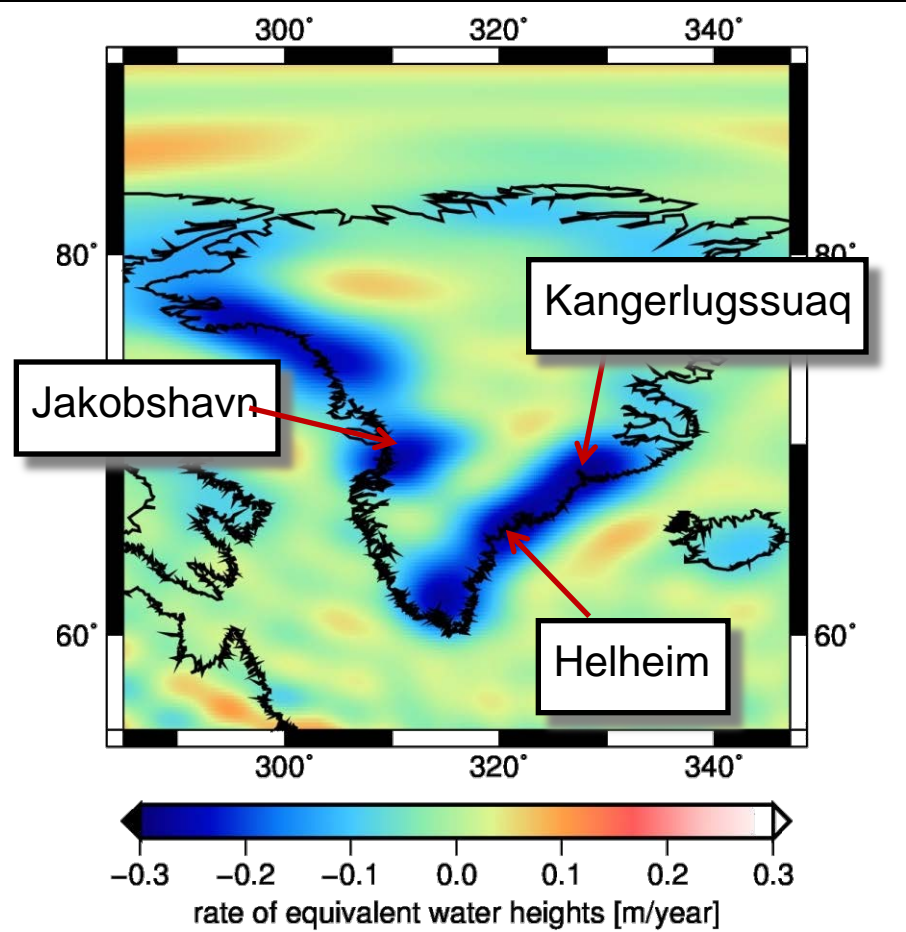 300° 320° 340°
80° 80°
Kangerlugssuaq
Jakobshavn
60° 60°
Helheim
300° 320° 340°
−0.3 −0.2 −0.1 0.0 0.1 0.2 0.3
rate of equivalent water heights [m/year]